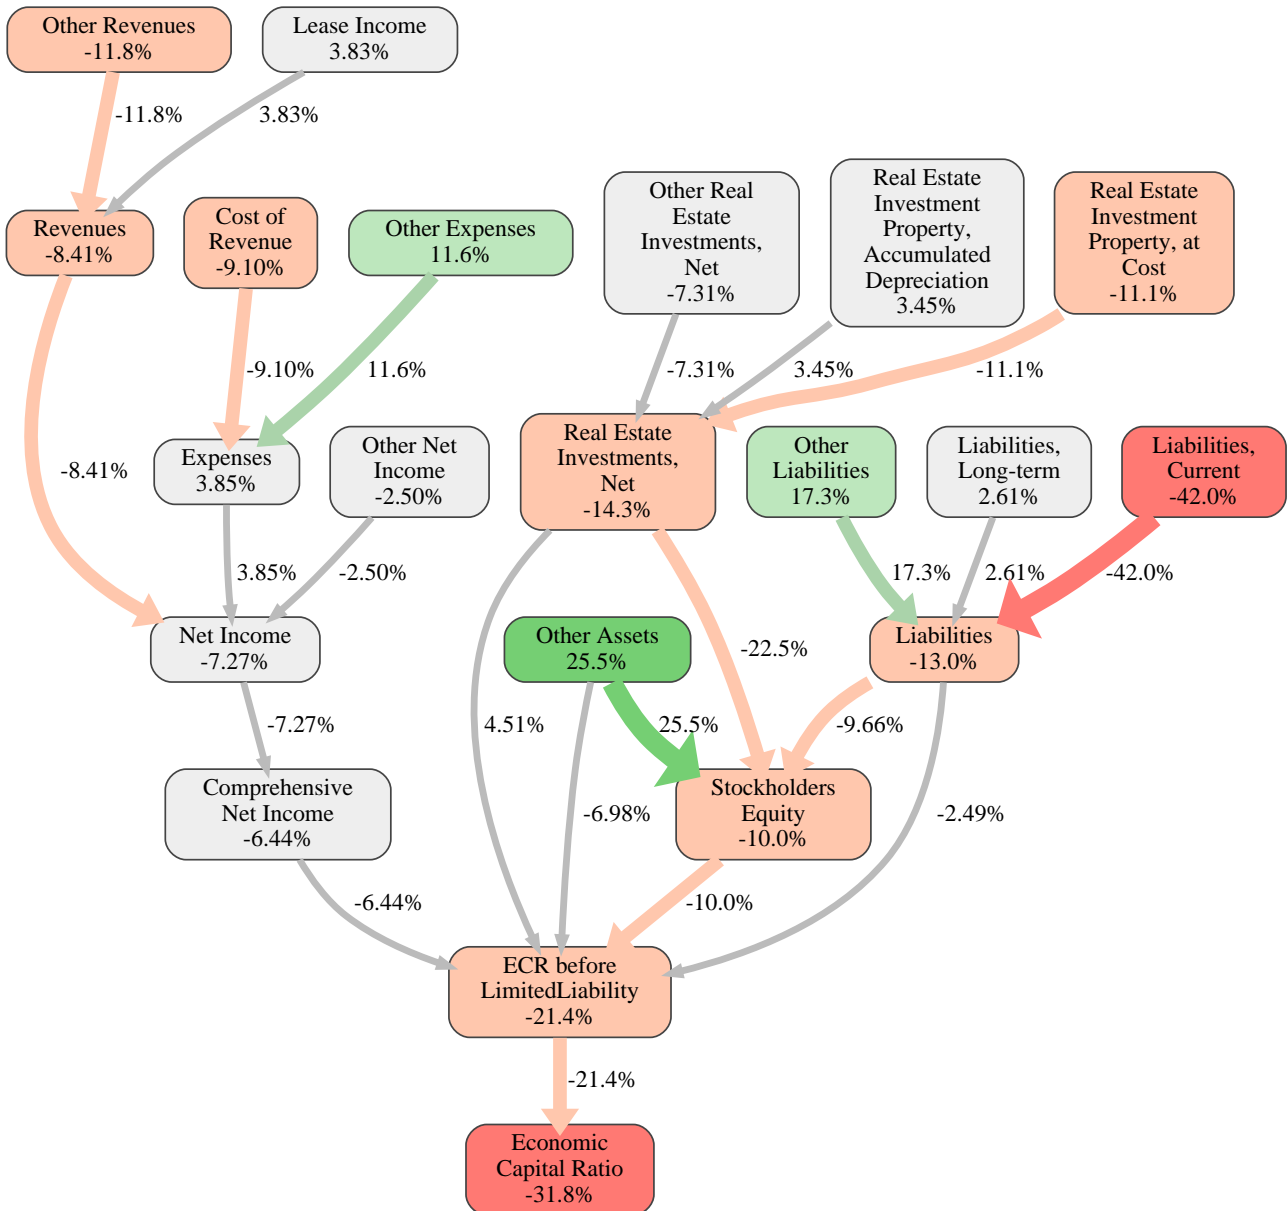 Other Revenues
-11.8%
Lease Income
3.83%
-11.8%
3.83%
Revenues
-8.41%
Cost of
Revenue
-9.10%
Other Expenses
11.6%
Other Real
Estate
Investments,
Net
-7.31%
Real Estate
Investment
Property,
Accumulated
Depreciation
3.45%
Real Estate
Investment
Property, at
Cost
-11.1%
-9.10%
11.6%
-7.31%
3.45%
-11.1%
-8.41%
Expenses
3.85%
Other Net
Income
-2.50%
Real Estate
Investments,
Net
-14.3%
Other
Liabilities
17.3%
Liabilities,
Long-term
2.61%
Liabilities,
Current
-42.0%
3.85%
-2.50%
17.3%
2.61%
-42.0%
Net Income
-7.27%
Other Assets
25.5%
-22.5%
Liabilities
-13.0%
-7.27%
4.51%
25.5%
-9.66%
Comprehensive
Net Income
-6.44%
-6.98%
Stockholders
Equity
-10.0%
-2.49%
-6.44%
-10.0%
ECR before
LimitedLiability
-21.4%
-21.4%
Economic
Capital Ratio
-31.8%